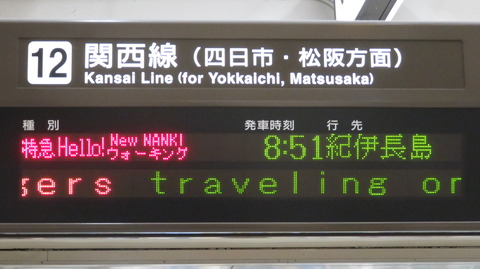 12 関西線（四日市・松阪方面）
Kansai Line (for Yokkaichi, Matsusaka)
種別 発車時刻 行先
特急 Hello! New NANKI ウォーキング 8:51 紀伊長島
gers traveling on